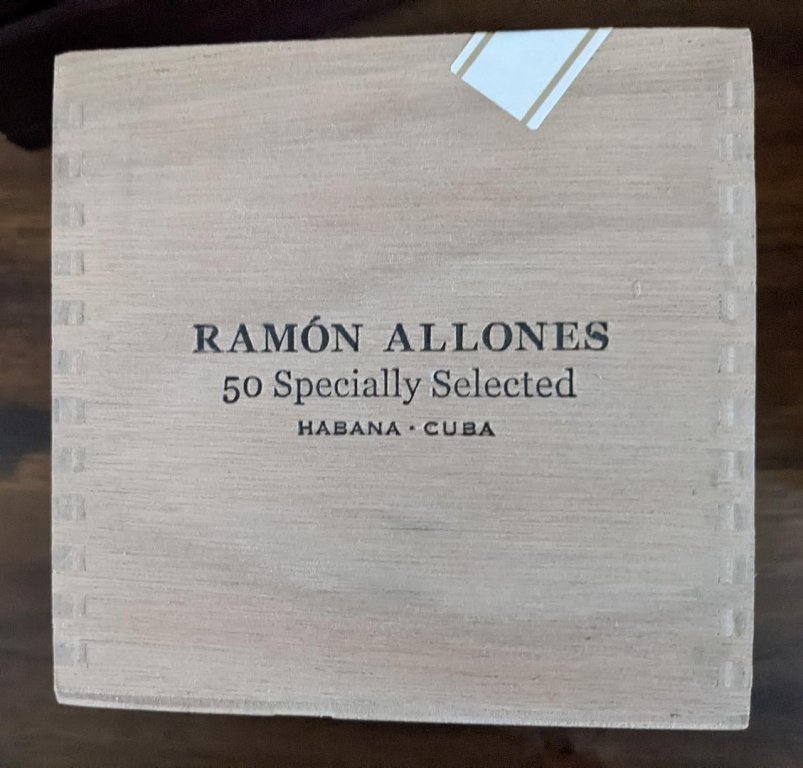 RAMÓN ALLONES
50 Specially Selected
HABANA · CUBA